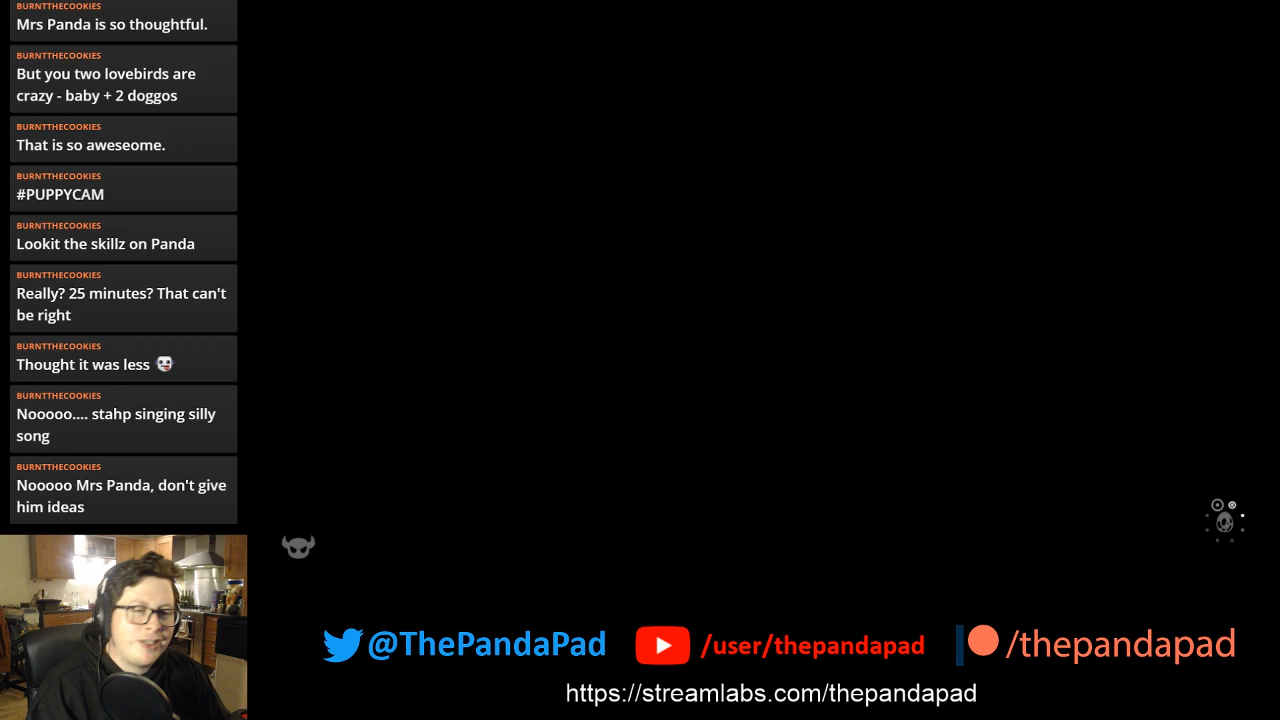 BURNTTHECOOKIES
Mrs Panda is so thoughtful.
BURNTTHECOOKIES
But you two lovebirds are
crazy - baby + 2 doggos
BURNTTHECOOKIES
That is so aweseome.
BURNTTHECOOKIES
#PUPPYCAM
BURNTTHECOOKIES
Lookit the skillz on Panda
BURNTTHECOOKIES
Really? 25 minutes? That can't
be right
BURNTTHECOOKIES
Thought it was less
BURNTTHECOOKIES
Nooooo.... stahp singing silly
song
BURNTTHECOOKIES
Nooooo Mrs Panda, don't give
him ideas
@ThePandaPad /user/thepandapad /thepandapad
https://streamlabs.com/thepandapad